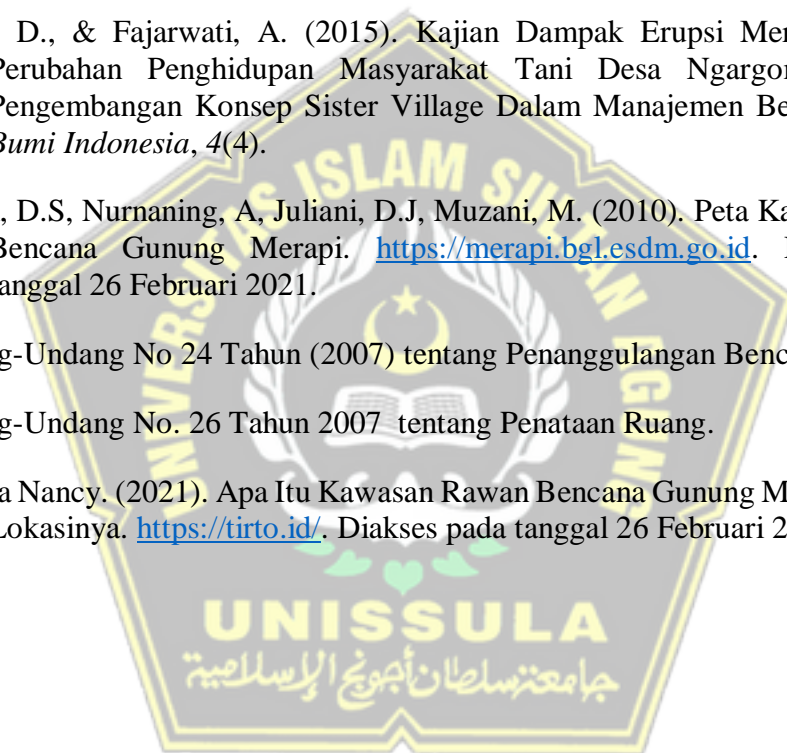 D., & Fajarwati, A. (2015). Kajian Dampak Erupsi Mer
Perubahan Penghidupan Masyarakat Tani Desa Ngargor
Pengembangan Konsep Sister Village Dalam Manajemen Be
Bumi Indonesia, 4(4).
, D.S, Nurnaning, A, Juliani, D.J, Muzani, M. (2010). Peta Ka
Bencana Gunung Merapi. https://merapi.bgl.esdm.go.id.
anggal 26 Februari 2021.
g-Undang No 24 Tahun (2007) tentang Penanggulangan Benc
g-Undang No. 26 Tahun 2007 tentang Penataan Ruang.
a Nancy. (2021). Apa Itu Kawasan Rawan Bencana Gunung M
Lokasinya. https://tirto.id/. Diakses pada tanggal 26 Februari 2
UNIVERSITAS ISLAM SULTAN AGUNG
UNISSULA
جامعة سلطان أجونج الإسلامية